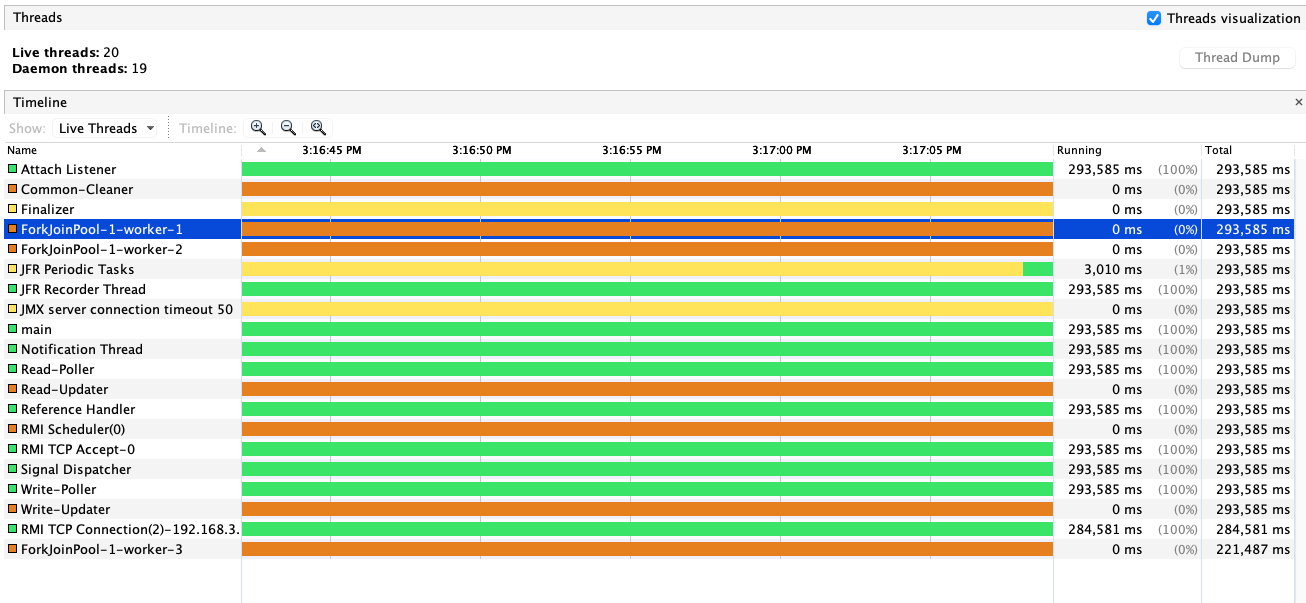 Threads
Threads visualization
Live threads: 20
Daemon threads: 19
Thread Dump
Timeline
Show: Live Threads Timeline:
Name 3:16:45 PM 3:16:50 PM 3:16:55 PM 3:17:00 PM 3:17:05 PM Running Total
Attach Listener 293,585 ms (100%) 293,585 ms
Common-Cleaner 0 ms (0%) 293,585 ms
Finalizer 0 ms (0%) 293,585 ms
ForkJoinPool-1-worker-1 0 ms (0%) 293,585 ms
ForkJoinPool-1-worker-2 0 ms (0%) 293,585 ms
JFR Periodic Tasks 3,010 ms (1%) 293,585 ms
JFR Recorder Thread 293,585 ms (100%) 293,585 ms
JMX server connection timeout 50 0 ms (0%) 293,585 ms
main 293,585 ms (100%) 293,585 ms
Notification Thread 293,585 ms (100%) 293,585 ms
Read-Poller 293,585 ms (100%) 293,585 ms
Read-Updater 0 ms (0%) 293,585 ms
Reference Handler 293,585 ms (100%) 293,585 ms
RMI Scheduler(0) 0 ms (0%) 293,585 ms
RMI TCP Accept-0 293,585 ms (100%) 293,585 ms
Signal Dispatcher 293,585 ms (100%) 293,585 ms
Write-Poller 293,585 ms (100%) 293,585 ms
Write-Updater 0 ms (0%) 293,585 ms
RMI TCP Connection(2)-192.168.3. 284,581 ms (100%) 284,581 ms
ForkJoinPool-1-worker-3 0 ms (0%) 221,487 ms